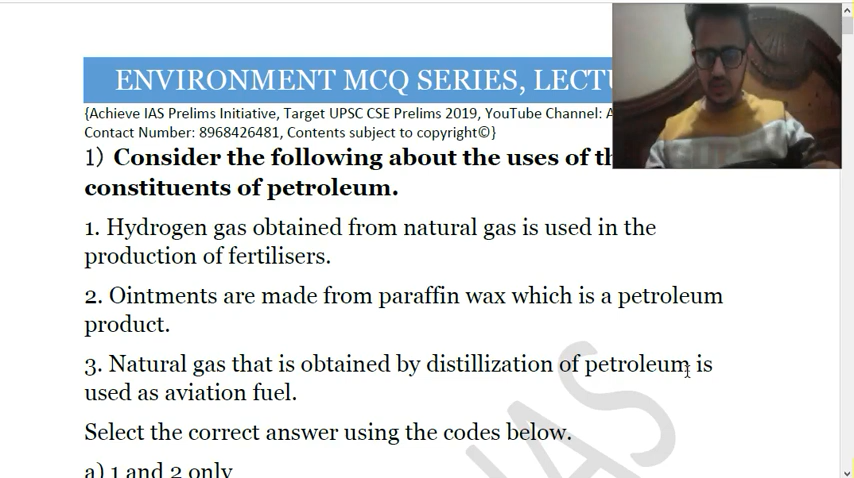 ENVIRONMENT MCQ SERIES,
{Achieve IAS Prelims Initiative, Target UPSC CSE Prelims 2019, YouTube Channel:
Contact Number: 8968426481, Contents subject to copyright©}
1) Consider the following about the uses of
constituents of petroleum.
1. Hydrogen gas obtained from natural gas is used in the
production of fertilisers.
2. Ointments are made from paraffin wax which is a petroleum
product.
3. Natural gas that is obtained by distillization of petroleum is
used as aviation fuel.
Select the correct answer using the codes below.
a) 1 and 2 only
IAS